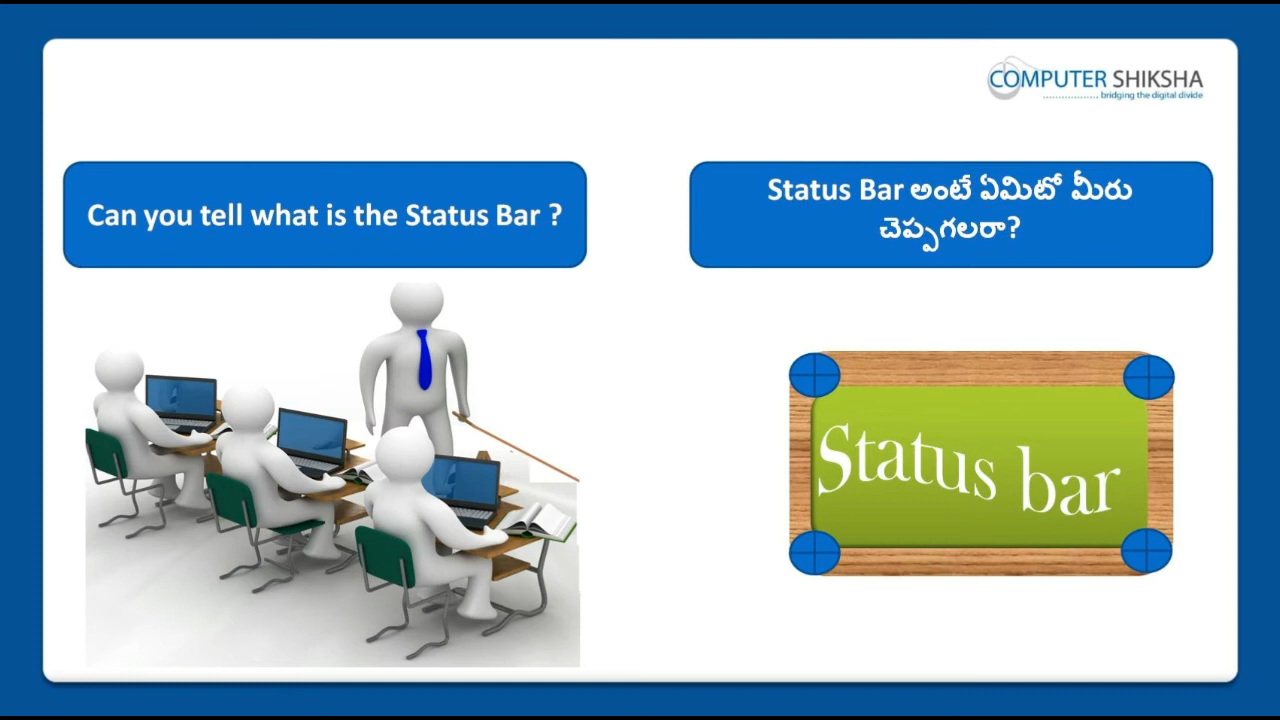 COMPUTER SHIKSHA
bridging the digital divide
Can you tell what is the Status Bar ?
Status Bar అంటే ఏమిటో మీరు
చెప్పగలరా?
Status bar